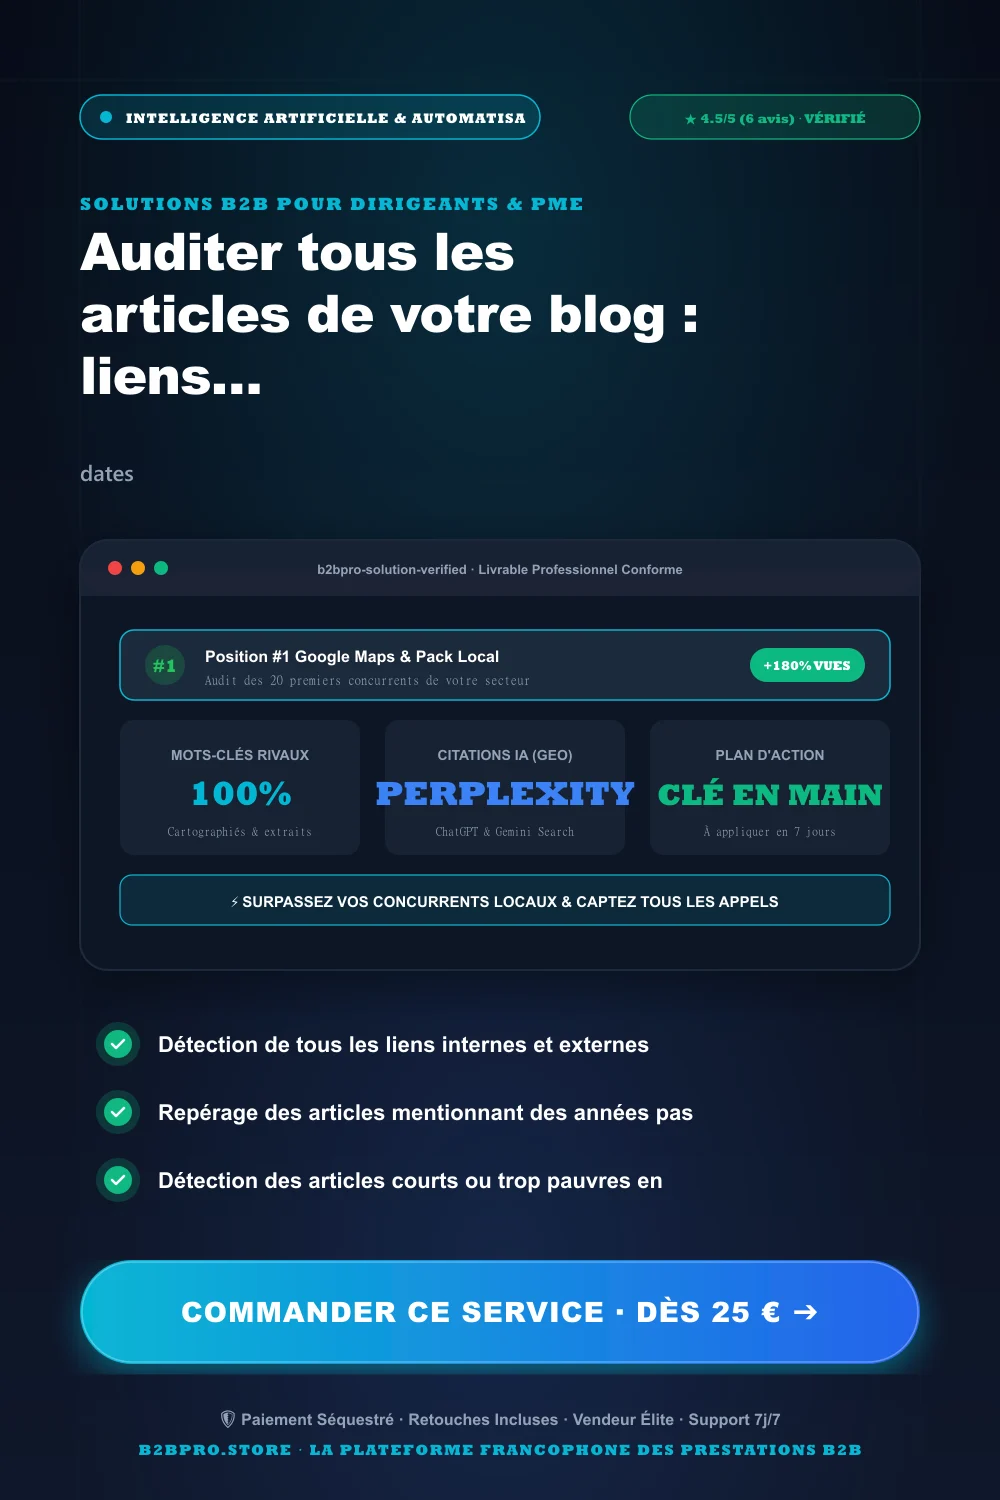 INTELLIGENCE ARTIFICIELLE & AUTOMATISA
★ 4.5/5 (6 avis) · VÉRIFIÉ
SOLUTIONS B2B POUR DIRIGEANTS & PME
Auditer tous les
articles de votre blog :
liens...
dates
b2bpro-solution-verified · Livrable Professionnel Conforme
#1
Position #1 Google Maps & Pack Local
Audit des 20 premiers concurrents de votre secteur
+180% VUES
MOTS-CLÉS RIVAUX
100%
Cartographiés & extraits
CITATIONS IA (GEO)
PERPLEXITY
ChatGPT & Gemini Search
PLAN D'ACTION
CLÉ EN MAIN
À appliquer en 7 jours
⚡ SURPASSEZ VOS CONCURRENTS LOCAUX & CAPTEZ TOUS LES APPELS
Détection de tous les liens internes et externes
Repérage des articles mentionnant des années pas
Détection des articles courts ou trop pauvres en
COMMANDER CE SERVICE · DÈS 25 € →
🛡 Paiement Séquestré · Retouches Incluses · Vendeur Élite · Support 7j/7
B2BPRO.STORE · LA PLATEFORME FRANCOPHONE DES PRESTATIONS B2B